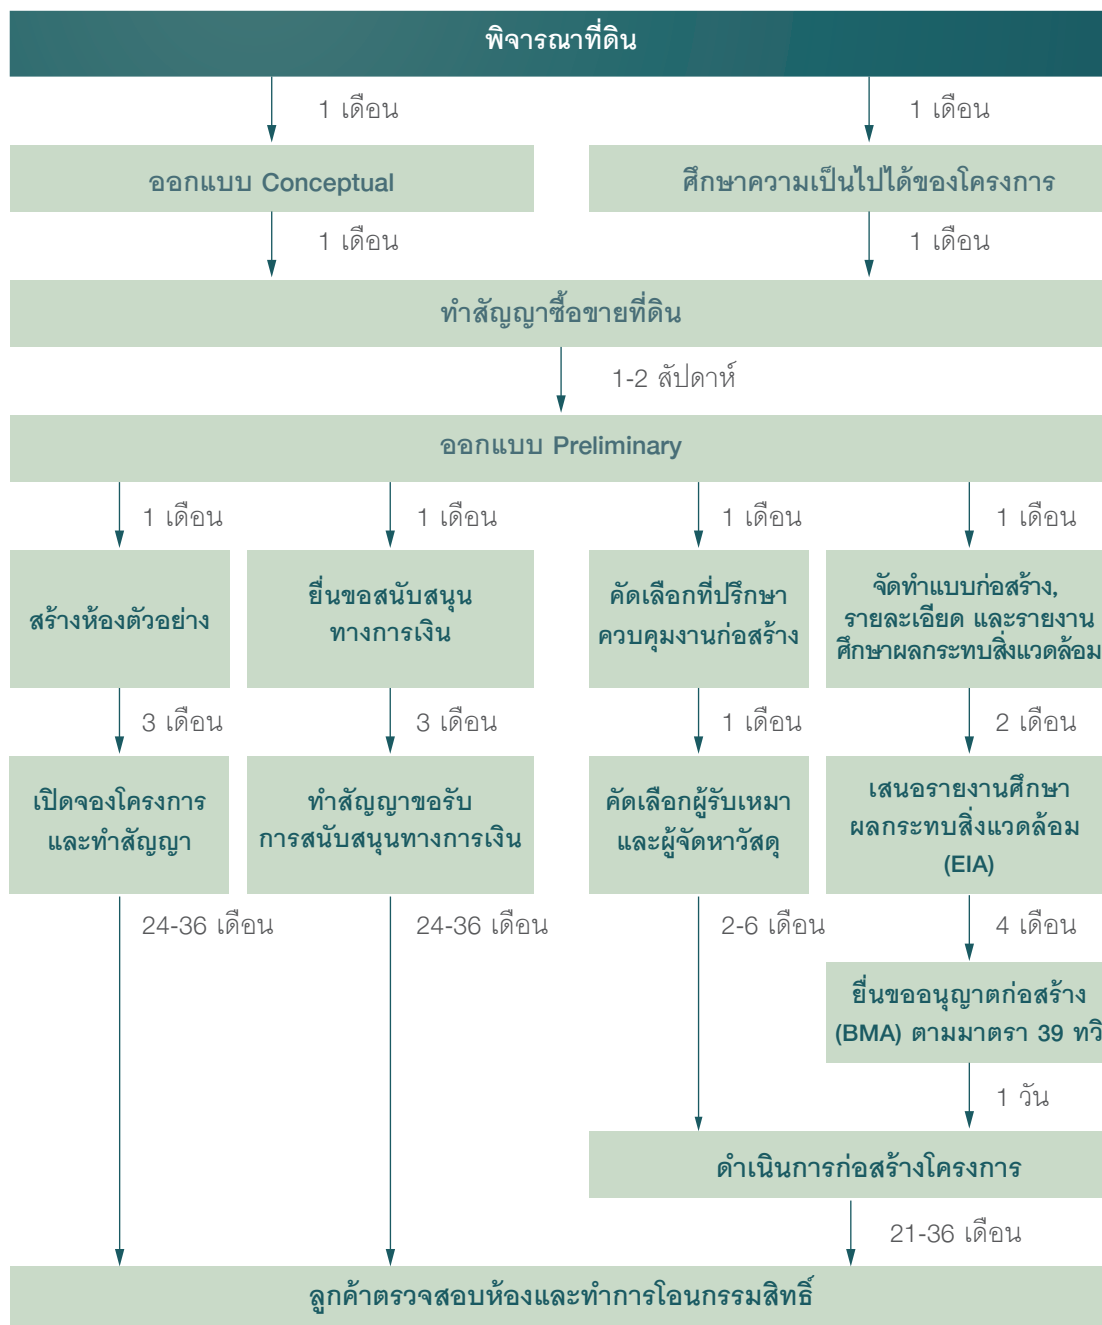 พิจารณาที่ดิน
1 เดือน
1 เดือน
ออกแบบ Conceptual
ศึกษาความเป็นไปได้ของโครงการ
1 เดือน
1 เดือน
ทำสัญญาซื้อขายที่ดิน
1-2 สัปดาห์
ออกแบบ Preliminary
1 เดือน
1 เดือน
1 เดือน
1 เดือน
สร้างห้องตัวอย่าง
ยื่นขอสนับสนุน
ทางการเงิน
คัดเลือกที่ปรึกษา
ควบคุมงานก่อสร้าง
จัดทำแบบก่อสร้าง,
รายละเอียด และรายงาน
ศึกษาผลกระทบสิ่งแวดล้อม
3 เดือน
3 เดือน
1 เดือน
2 เดือน
เปิดจองโครงการ
และทำสัญญา
ทำสัญญาขอรับ
การสนับสนุนทางการเงิน
คัดเลือกผู้รับเหมา
และผู้จัดหาวัสดุ
เสนอรายงานศึกษา
ผลกระทบสิ่งแวดล้อม
(EIA)
24-36 เดือน
24-36 เดือน
2-6 เดือน
4 เดือน
ยื่นขออนุญาตก่อสร้าง
(BMA) ตามมาตรา 39 ทวิ
1 วัน
ดำเนินการก่อสร้างโครงการ
21-36 เดือน
ลูกค้าตรวจสอบห้องและทำการโอนกรรมสิทธิ์